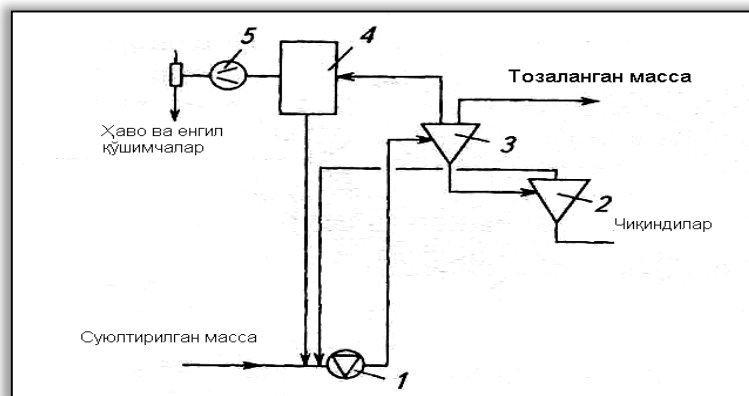 5
4
Тозаланган масса
Ҳаво ва енгил
қўшимчалар
3
2
Чиқиндилар
Суюлтирилган масса
1